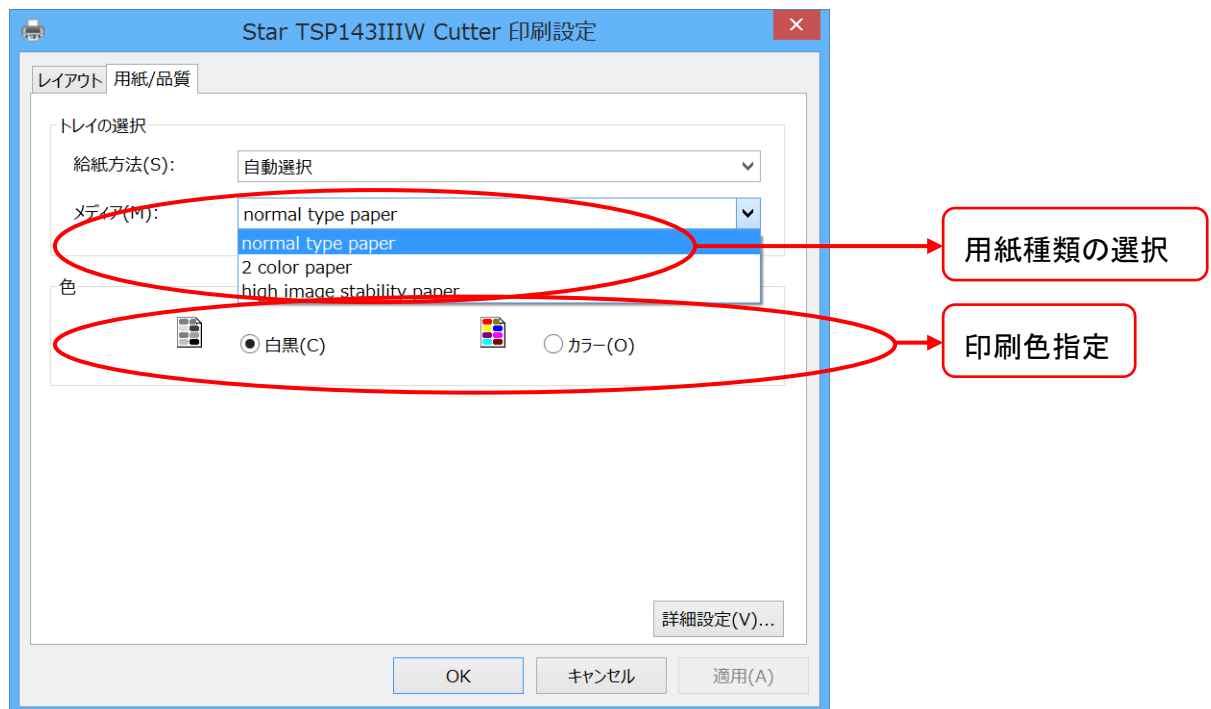 Star TSP143IIIW Cutter 印刷設定
レイアウト 用紙/品質
トレイの選択
給紙方法(S): 自動選択
メディア(M): normal type paper
normal type paper
2 color paper
high image stability paper
用紙種類の選択
色
白黒(C) カラー(O)
印刷色指定
詳細設定(V)...
OK キャンセル 適用(A)